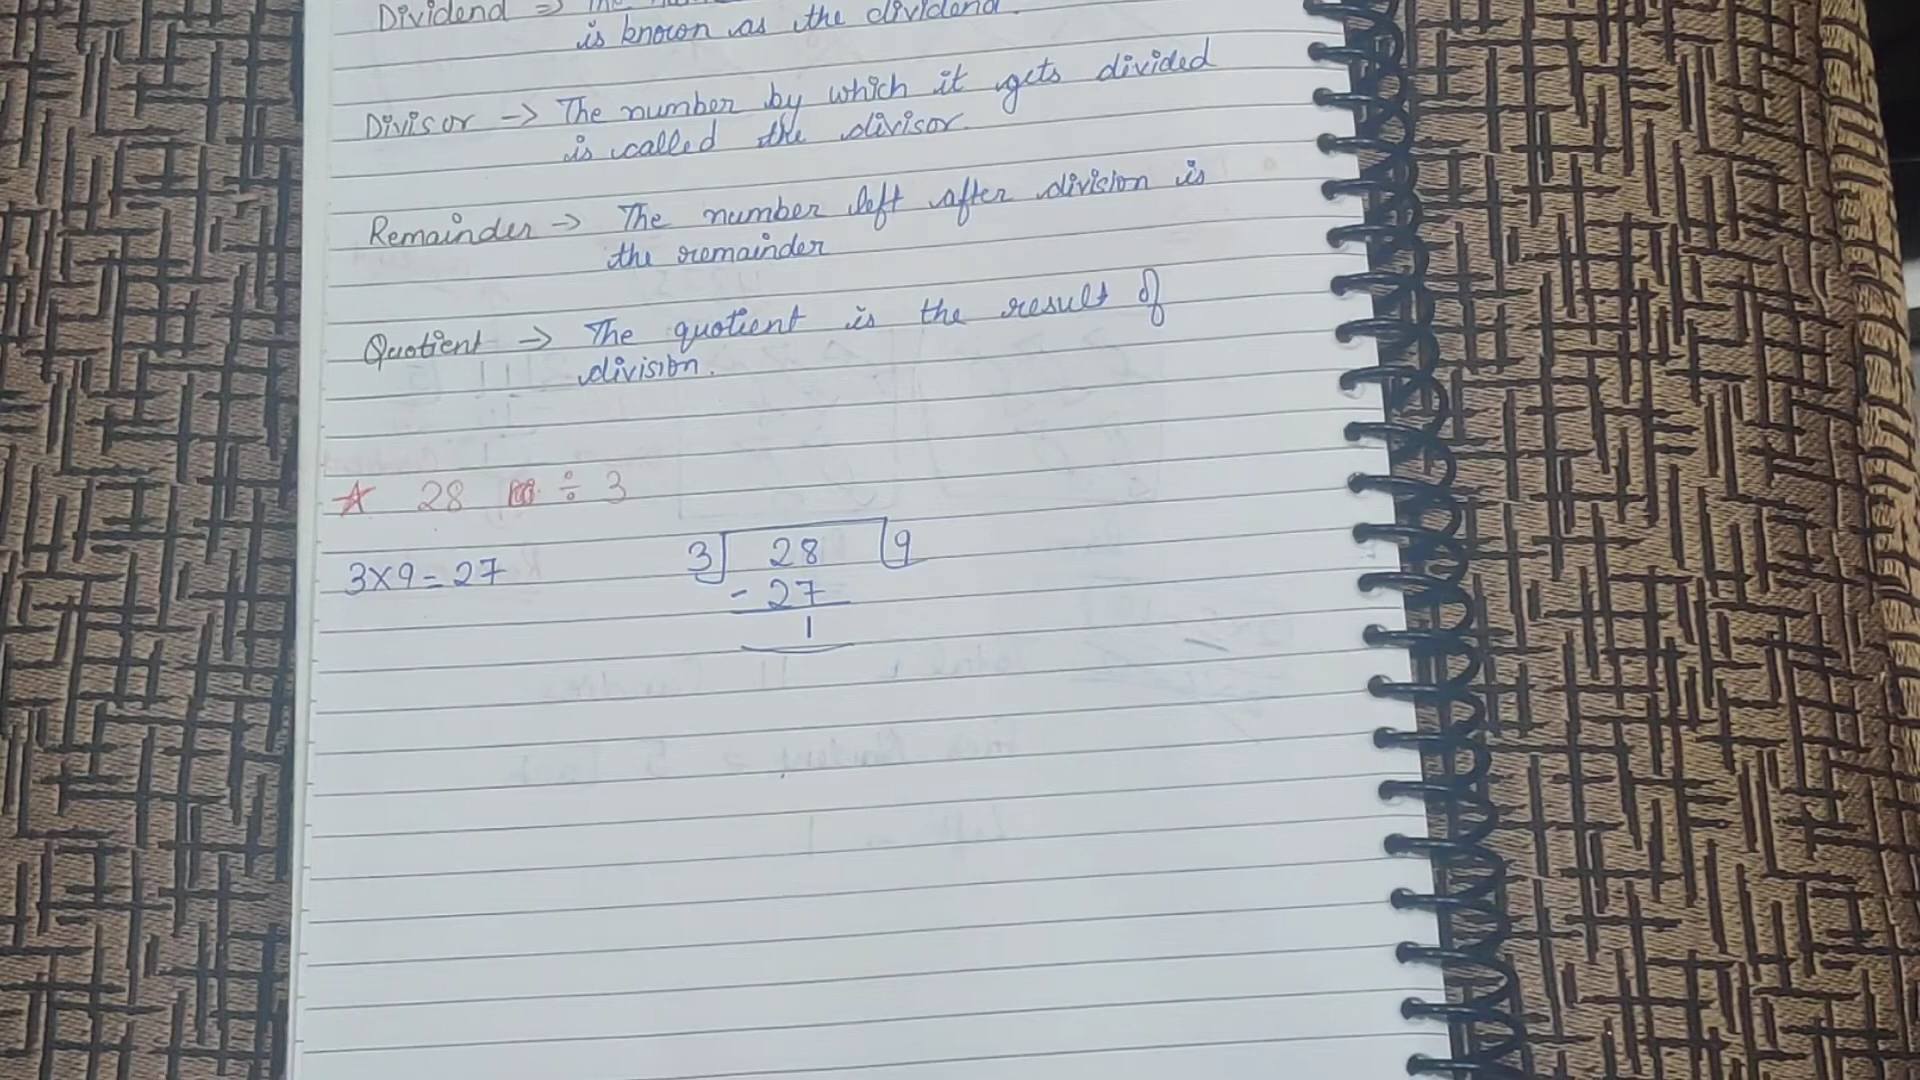 Dividend =>
is known as the dividend.
Divisor -> The number by which it gets divided
is called the divisor.
Remainder -> The number left after division is
the remainder
Quotient -> The quotient is the result of
division.
★ 28 ÷ 3
3 28 9
3x9=27
- 27
1